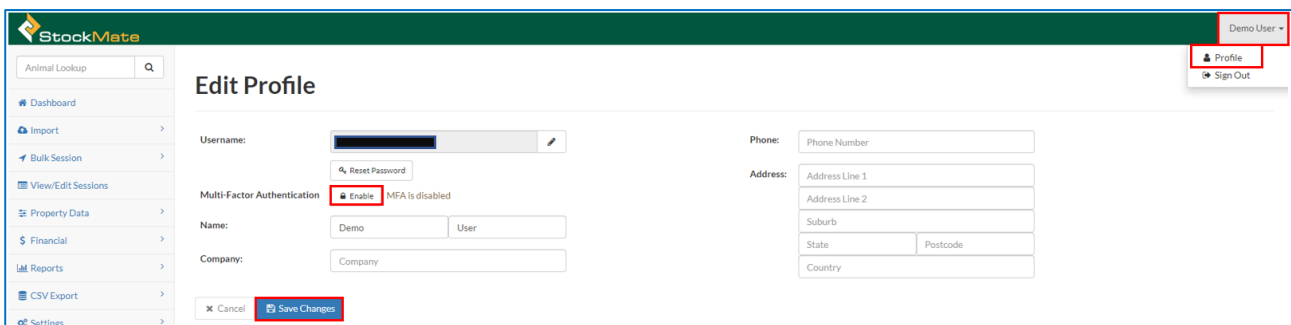 StockMate
Demo User
Animal Lookup
Profile
Sign Out
Edit Profile
Dashboard
Import
Bulk Session
View/Edit Sessions
Property Data
Financial
Reports
CSV Export
Settings
Username:
Reset Password
Multi-Factor Authentication Enable MFA is disabled
Name: Demo User
Company: Company
Phone: Phone Number
Address: Address Line 1
Address Line 2
Suburb
State Postcode
Country
Cancel Save Changes